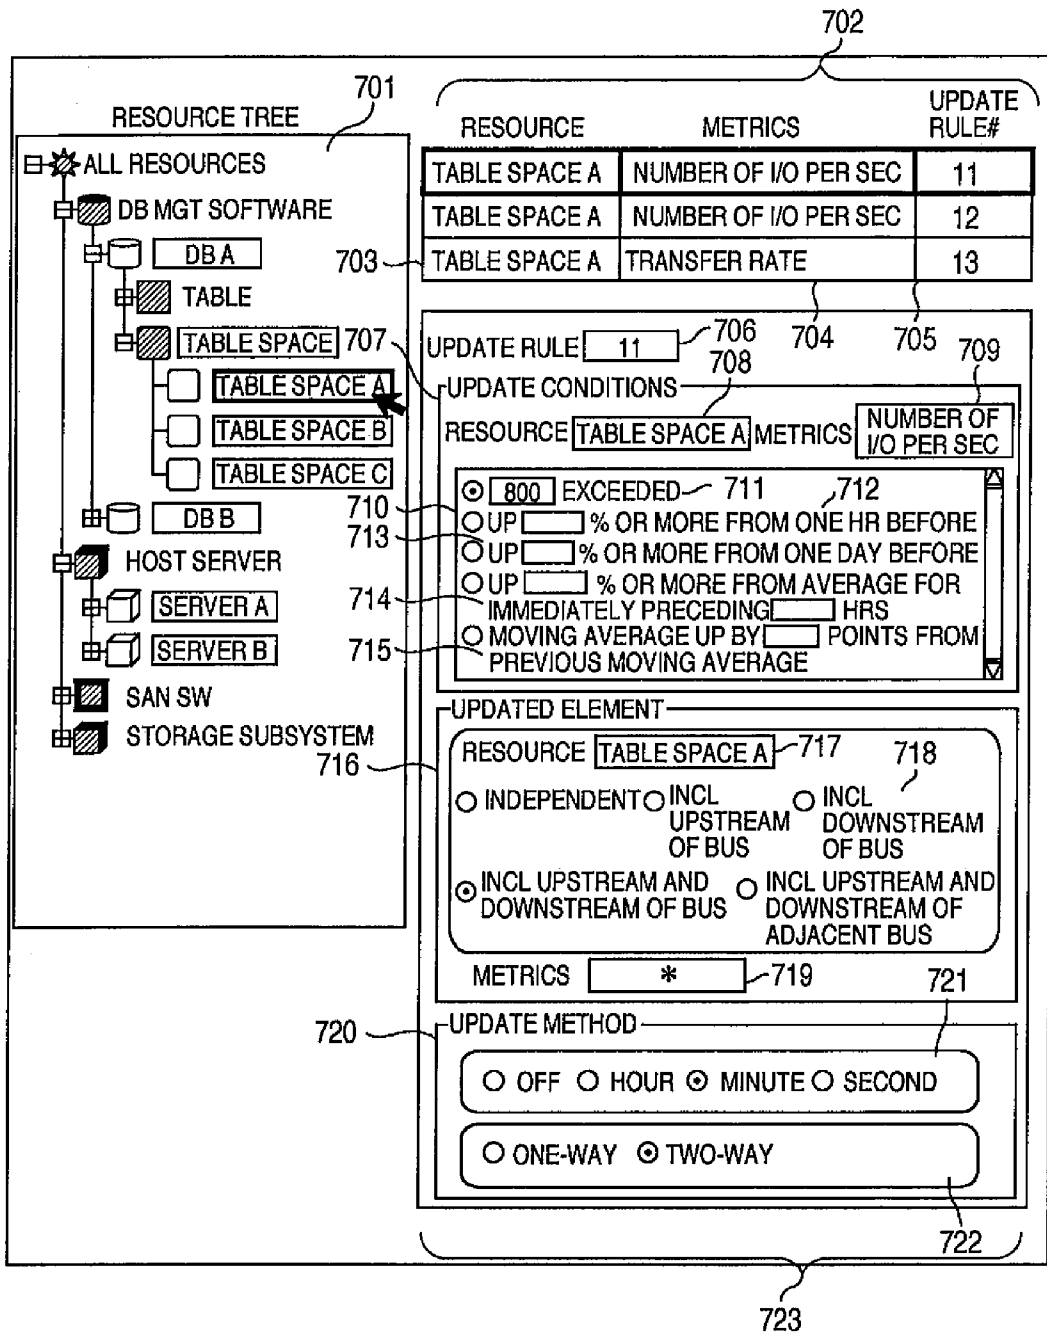 702
701
RESOURCE TREE
ALL RESOURCES
DB MGT SOFTWARE
DB A
TABLE
TABLE SPACE
TABLE SPACE A
TABLE SPACE B
TABLE SPACE C
DB B
HOST SERVER
SERVER A
SERVER B
SAN SW
STORAGE SUBSYSTEM
RESOURCE METRICS UPDATE RULE#
TABLE SPACE A NUMBER OF I/O PER SEC 11
TABLE SPACE A NUMBER OF I/O PER SEC 12
703 TABLE SPACE A TRANSFER RATE 13
704 705
UPDATE RULE 11 706
707 708 709
UPDATE CONDITIONS
RESOURCE TABLE SPACE A METRICS NUMBER OF I/O PER SEC
710 800 EXCEEDED 711 712
UP % OR MORE FROM ONE HR BEFORE
713 UP % OR MORE FROM ONE DAY BEFORE
714 UP % OR MORE FROM AVERAGE FOR
IMMEDIATELY PRECEDING HRS
715 MOVING AVERAGE UP BY POINTS FROM
PREVIOUS MOVING AVERAGE
UPDATED ELEMENT
716 RESOURCE TABLE SPACE A 717 718
INDEPENDENT INCL UPSTREAM OF BUS INCL DOWNSTREAM OF BUS
INCL UPSTREAM AND DOWNSTREAM OF BUS INCL UPSTREAM AND DOWNSTREAM OF ADJACENT BUS
METRICS * 719
721
720 UPDATE METHOD
OFF HOUR MINUTE SECOND
ONE-WAY TWO-WAY
722
723